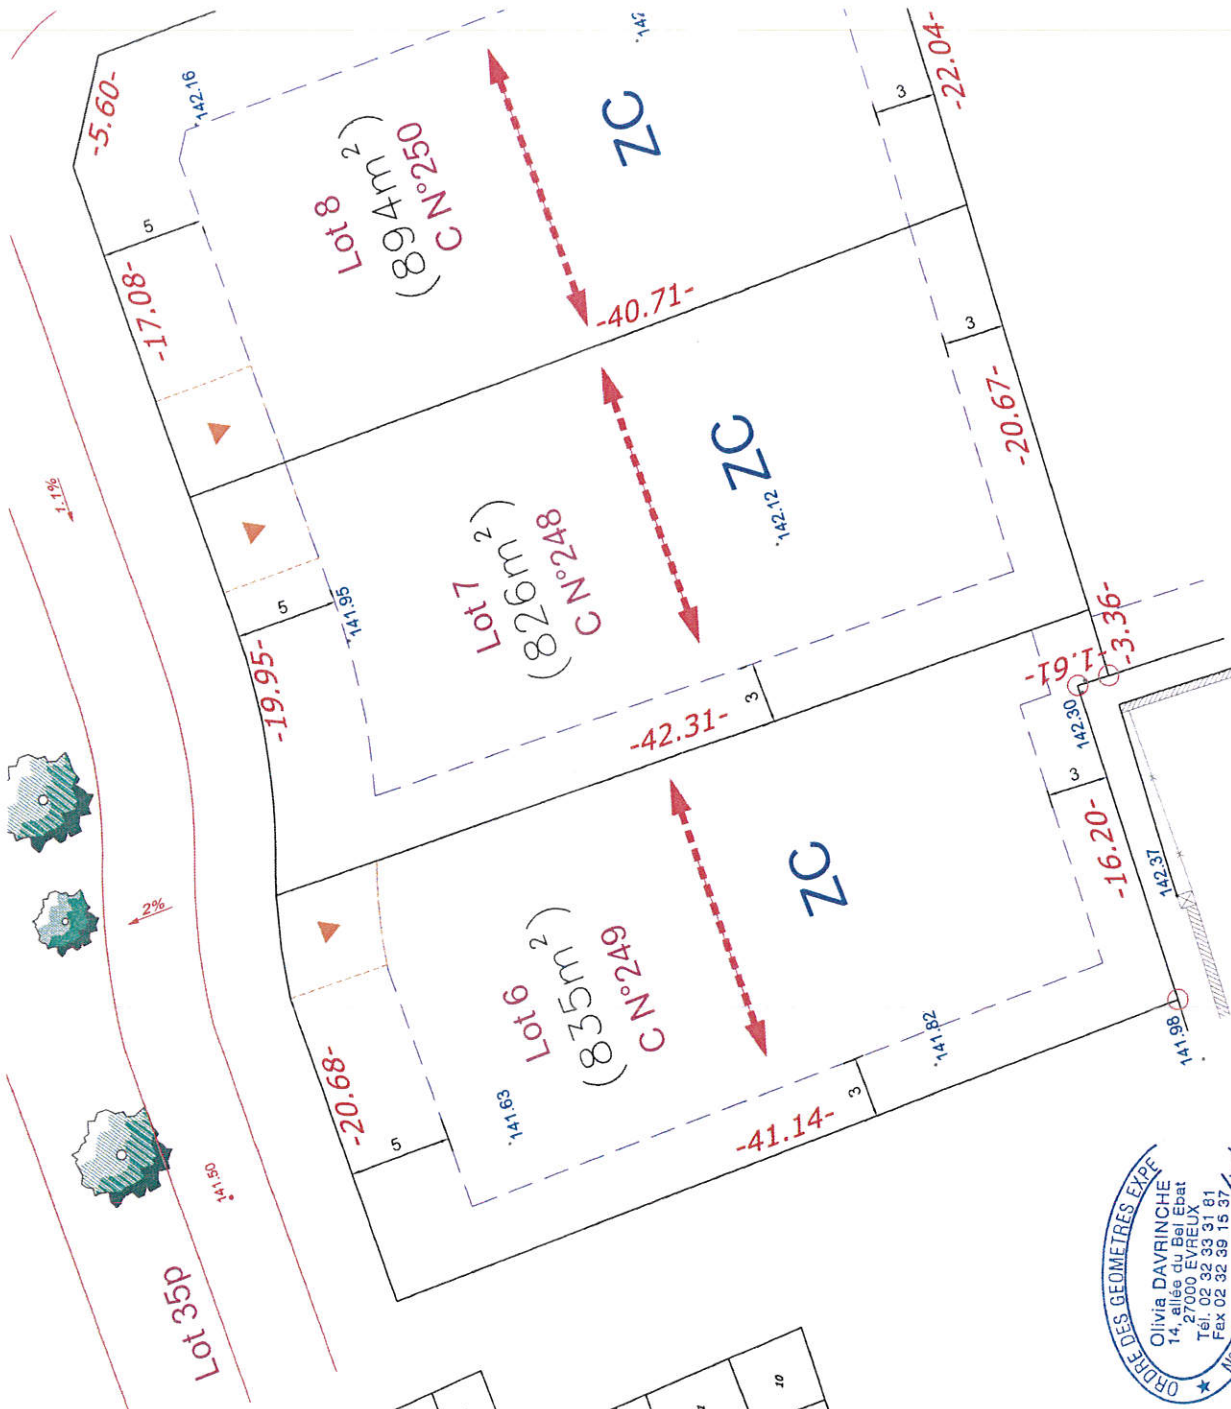 -5.60-
142.16
-22.04-
3
ZC
Lot 8
(894m²)
C N°250
5
-17.08-
-40.71-
3
-20.67-
1.1%
ZC
142.12
Lot 7
(826m²)
C N°248
5
141.95
-19.95-
3
-42.31-
-3.36-
-1.61-
142.30
3
-16.20-
142.37
ZC
2%
Lot 6
(835m²)
C N°249
141.82
141.98
-20.68-
5
141.63
3
-41.14-
141.50
Lot 35p
10
ORDRE DES GEOMETRES EXPE
Olivia DAVRINCHE
14, allée du Bel Ebat
27000 EVREUX
Tél. 02 32 33 31 81
Fax 02 32 39 15 37